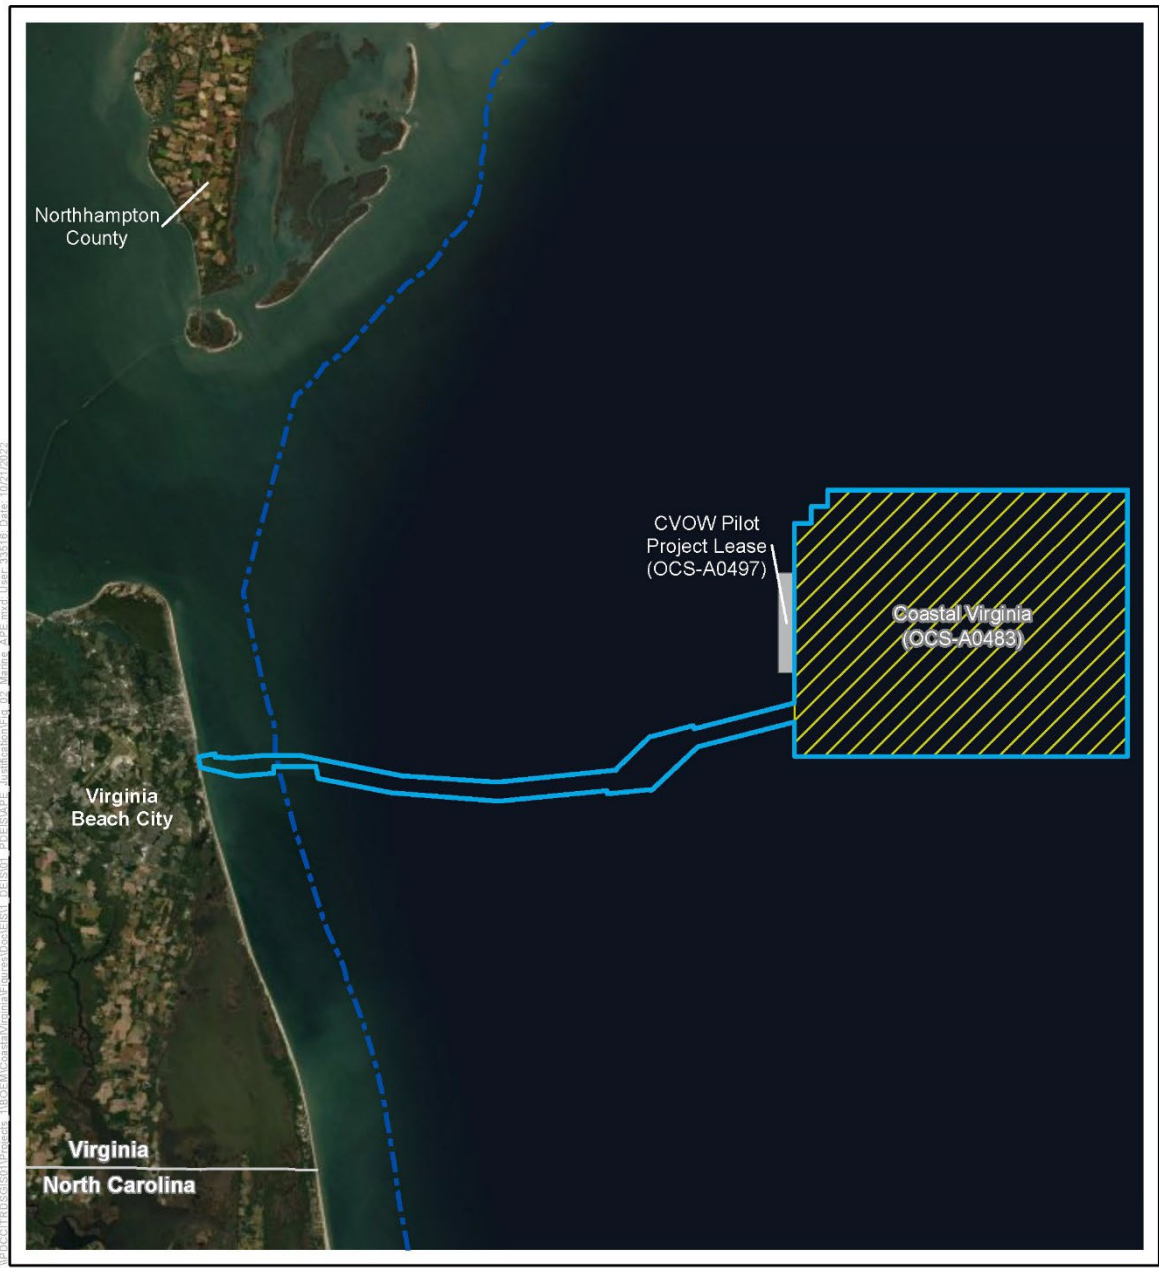 Northhampton
County
CVOW Pilot
Project Lease
(OCS-A0497)
Coastal Virginia
(OCS-A0483)
Virginia
Beach City
Virginia
North Carolina